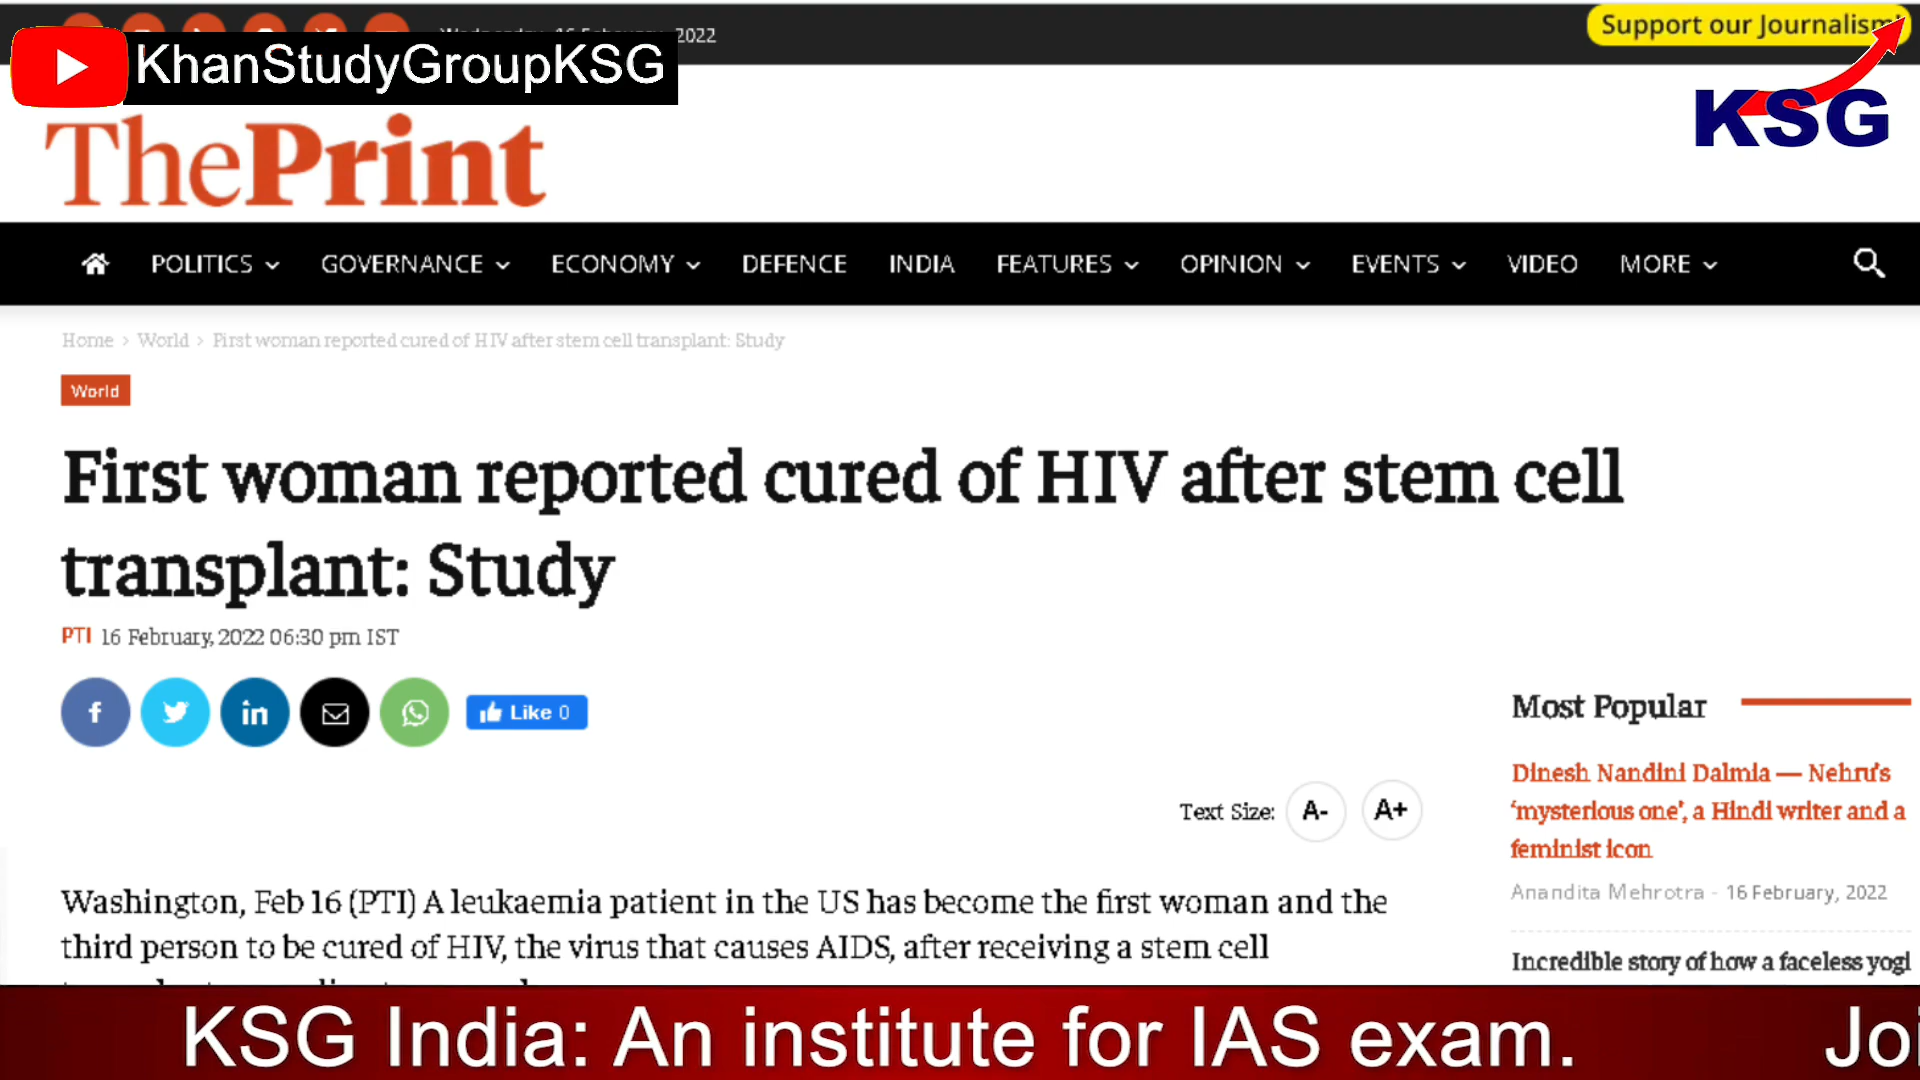 2022
Support our Journalism
KhanStudyGroupKSG
KSG
ThePrint
POLITICS GOVERNANCE ECONOMY DEFENCE INDIA FEATURES OPINION EVENTS VIDEO MORE
Home > World > First woman reported cured of HIV after stem cell transplant: Study
World
First woman reported cured of HIV after stem cell
transplant: Study
PTI 16 February, 2022 06:30 pm IST
Like 0
Most Popular
Text Size: A- A+
Dinesh Nandini Dalmia — Nehru's
'mysterious one', a Hindi writer and a
feminist icon
Anandita Mehrotra - 16 February, 2022
Washington, Feb 16 (PTI) A leukaemia patient in the US has become the first woman and the
third person to be cured of HIV, the virus that causes AIDS, after receiving a stem cell
Incredible story of how a faceless yogi
KSG India: An institute for IAS exam. Joi